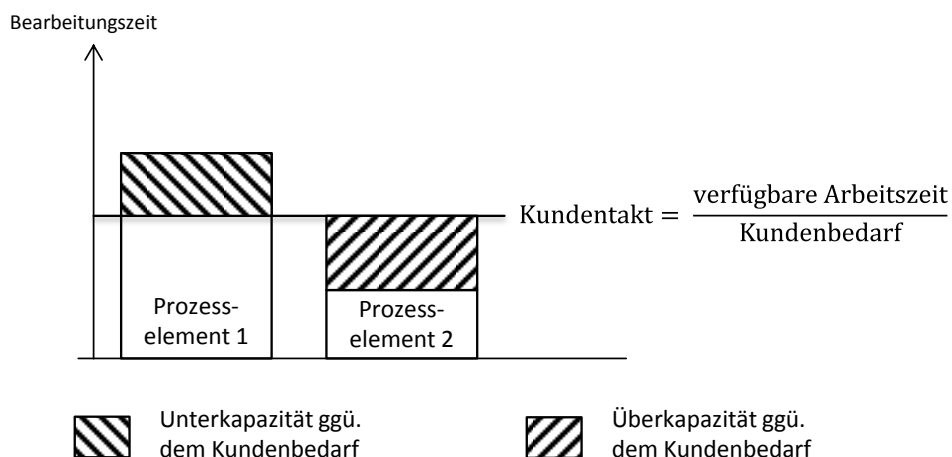 Bearbeitungszeit
Kundentakt = verfügbare Arbeitszeit / Kundenbedarf
Prozess-
element 1
Prozess-
element 2
Unterkapazität ggü.
dem Kundenbedarf
Überkapazität ggü.
dem Kundenbedarf